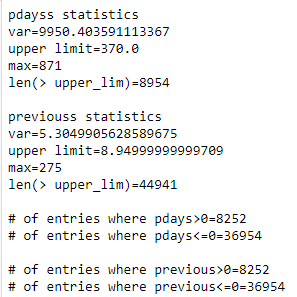 pdayss statistics
var=9950.403591113367
upper limit=370.0
max=871
len(> upper_lim)=8954
previouss statistics
var=5.3049905628589675
upper limit=8.94999999999709
max=275
len(> upper_lim)=44941
# of entries where pdays>0=8252
# of entries where pdays<=0=36954
# of entries where previous>0=8252
# of entries where previous<=0=36954